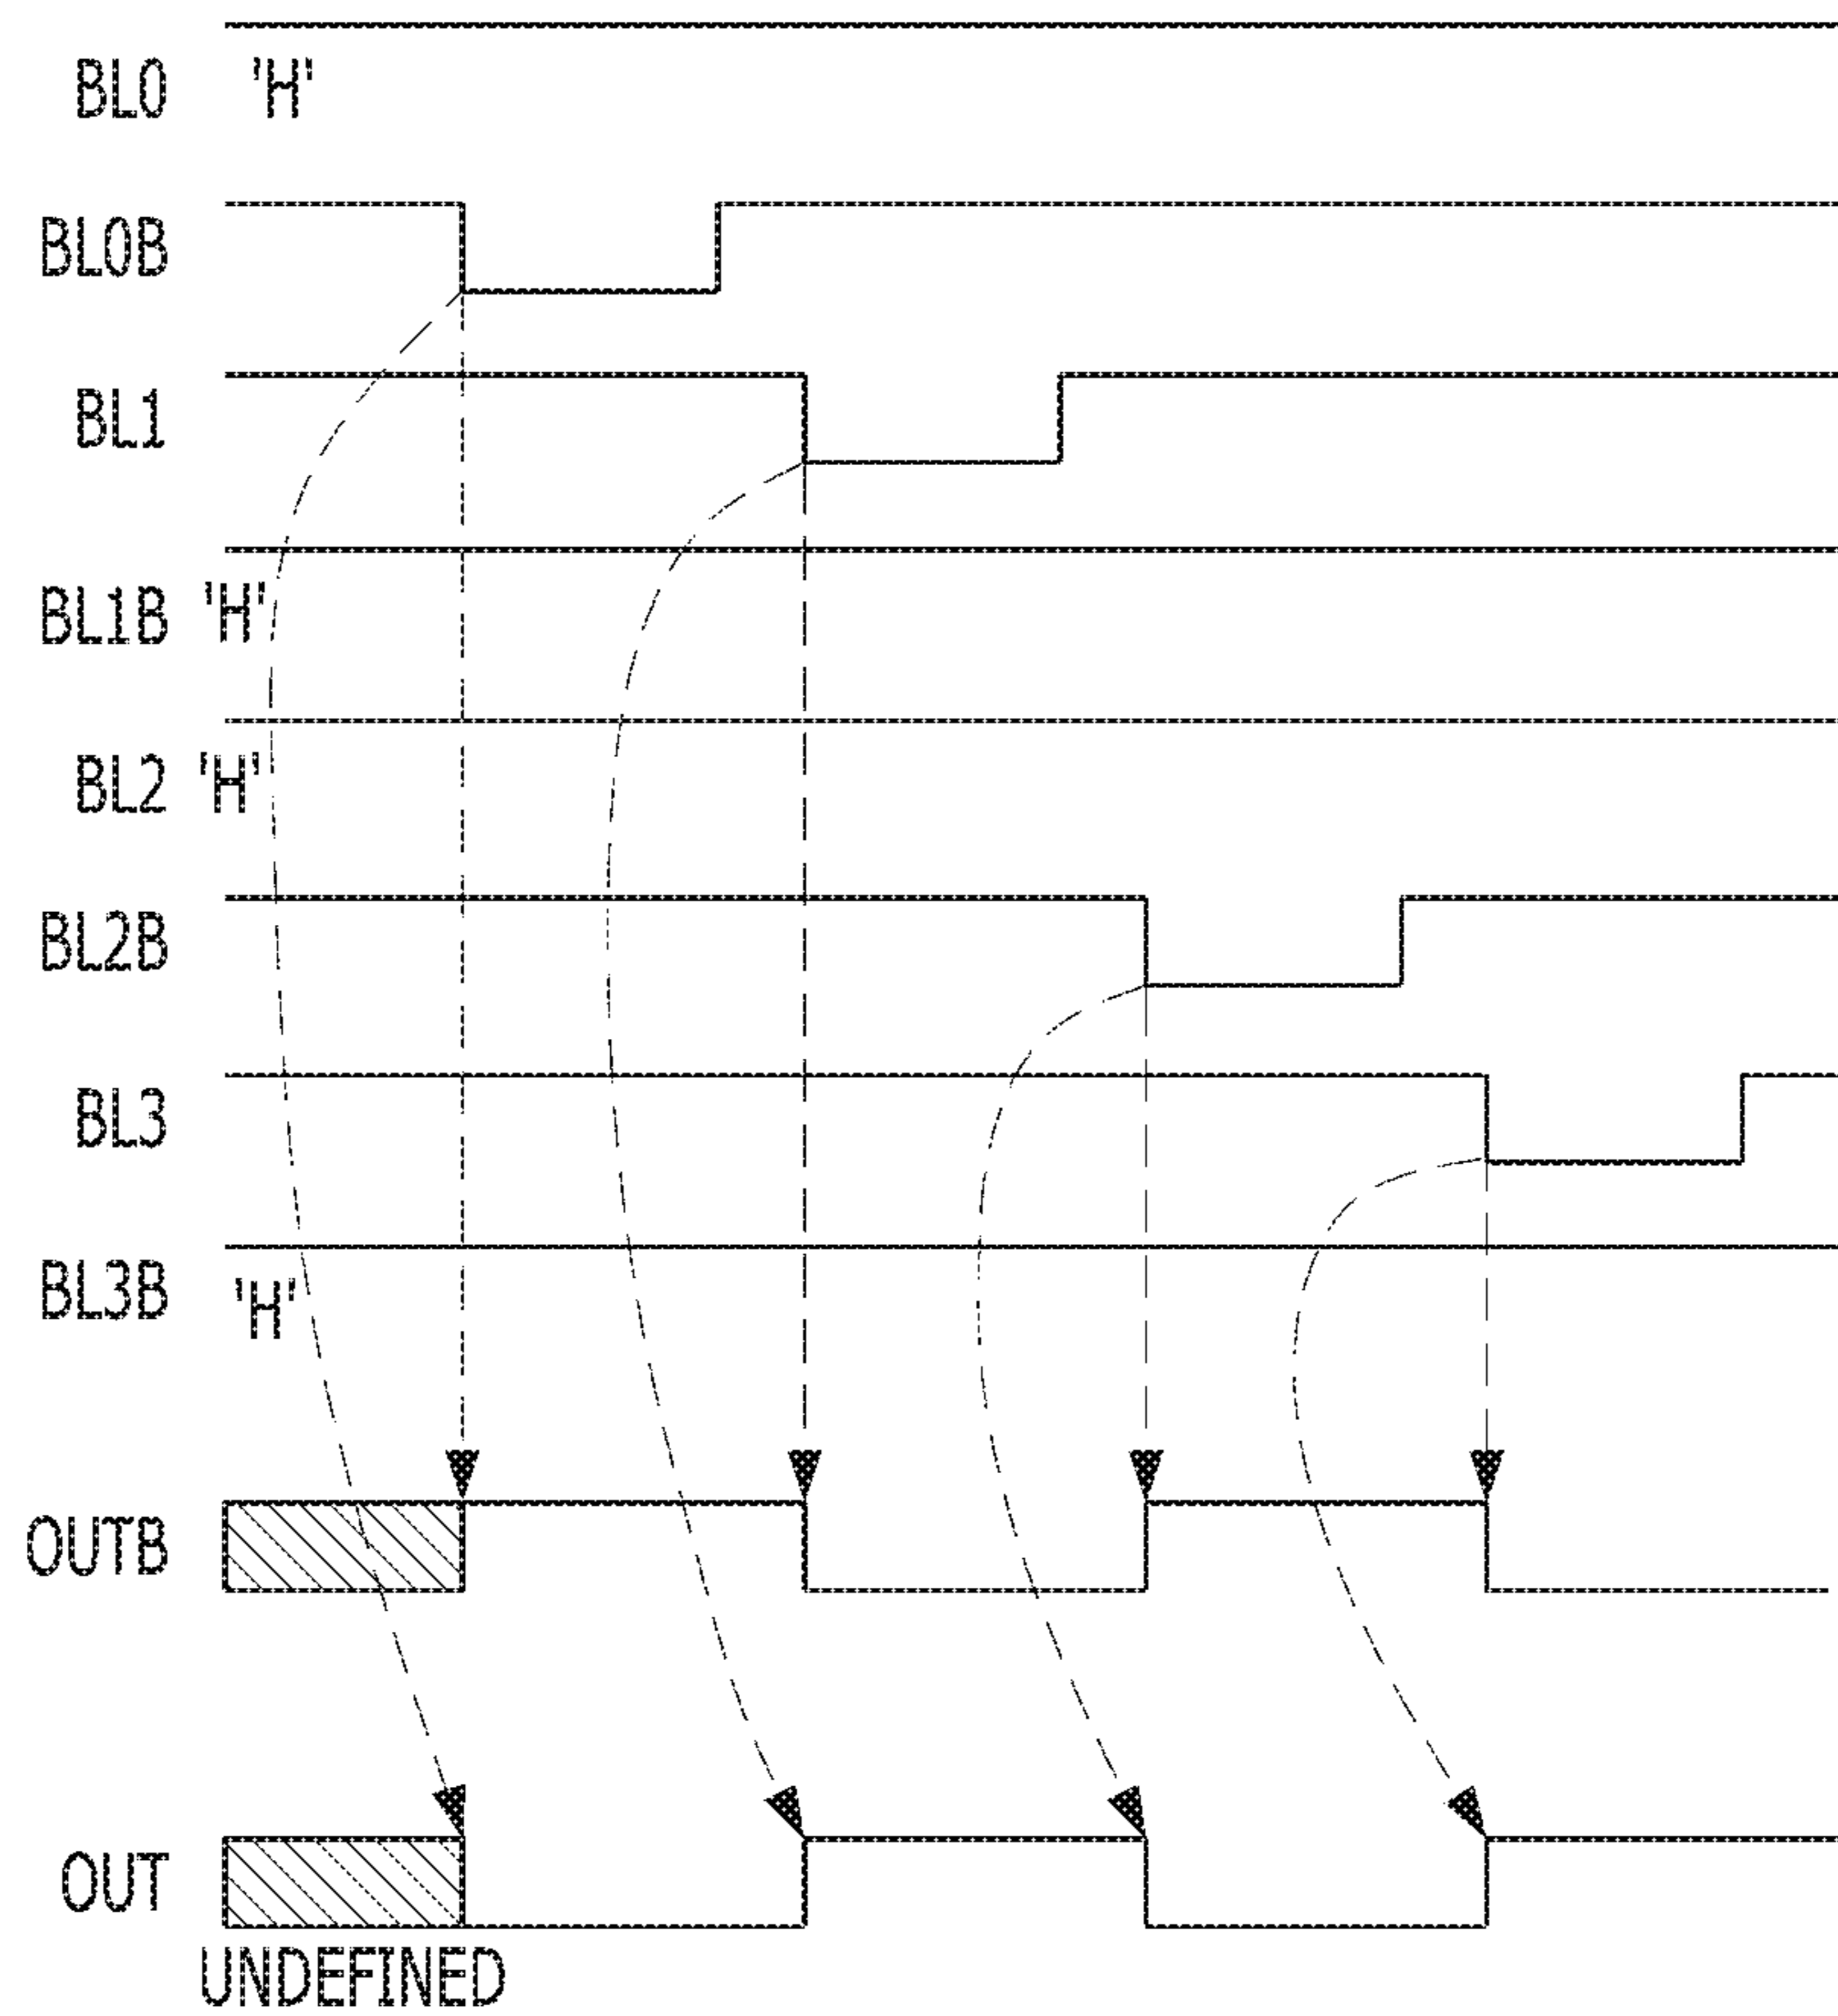 BL0 'H'
BL0B
BL1
BL1B 'H'
BL2 'H'
BL2B
BL3
BL3B 'H'
OUTB
OUT
UNDEFINED